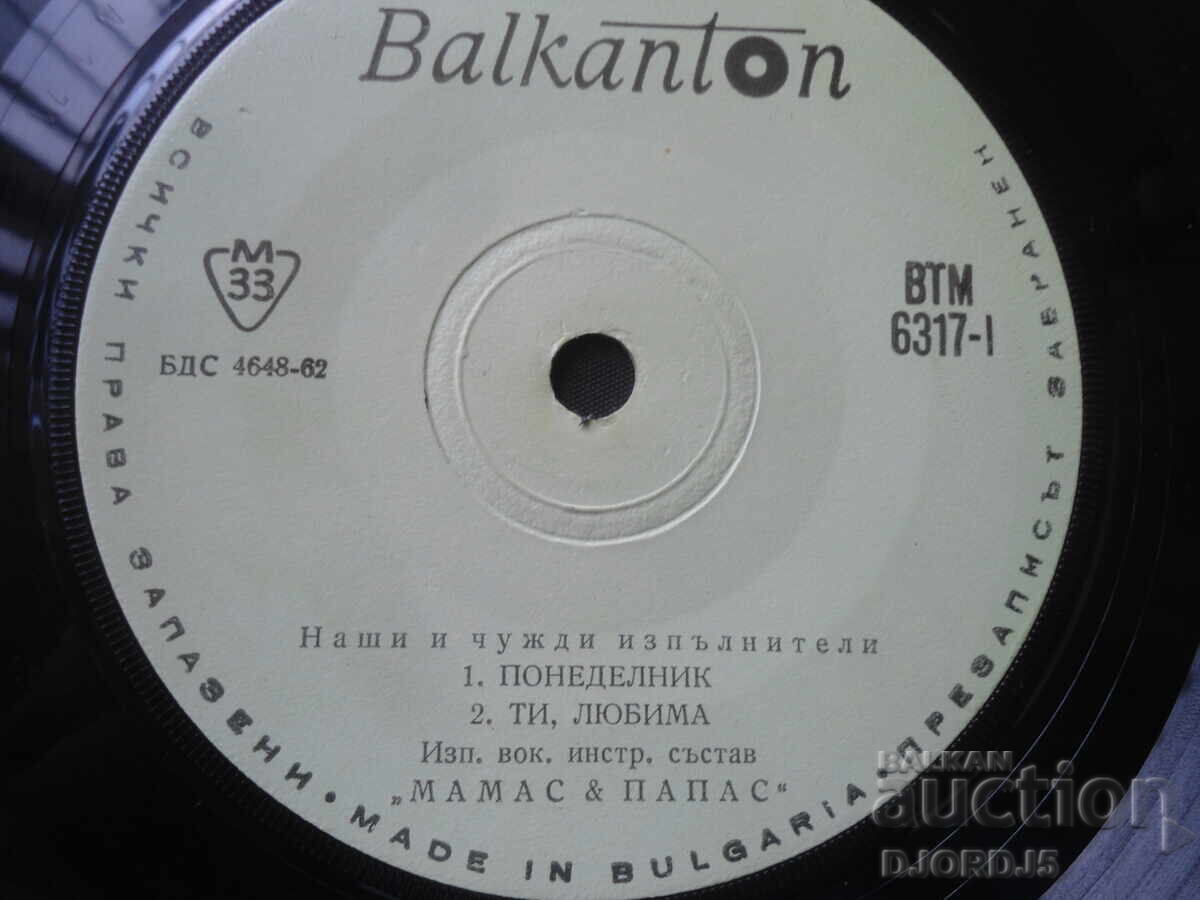 Balkanton
ВСИЧКИ ПРАВА ЗАПАЗЕНИ • MADE IN BULGARIA • ПРЕЗАПИСЪТ ЗАБРАНЕН
М
33
БДС 4648-62
ВТМ
6317-I
Наши и чужди изпълнители
1. ПОНЕДЕЛНИК
2. ТИ, ЛЮБИМА
Изп. вок. инстр. състав
„МАМАС & ПАПАС“
BALKAN
auction
DJORDJ5